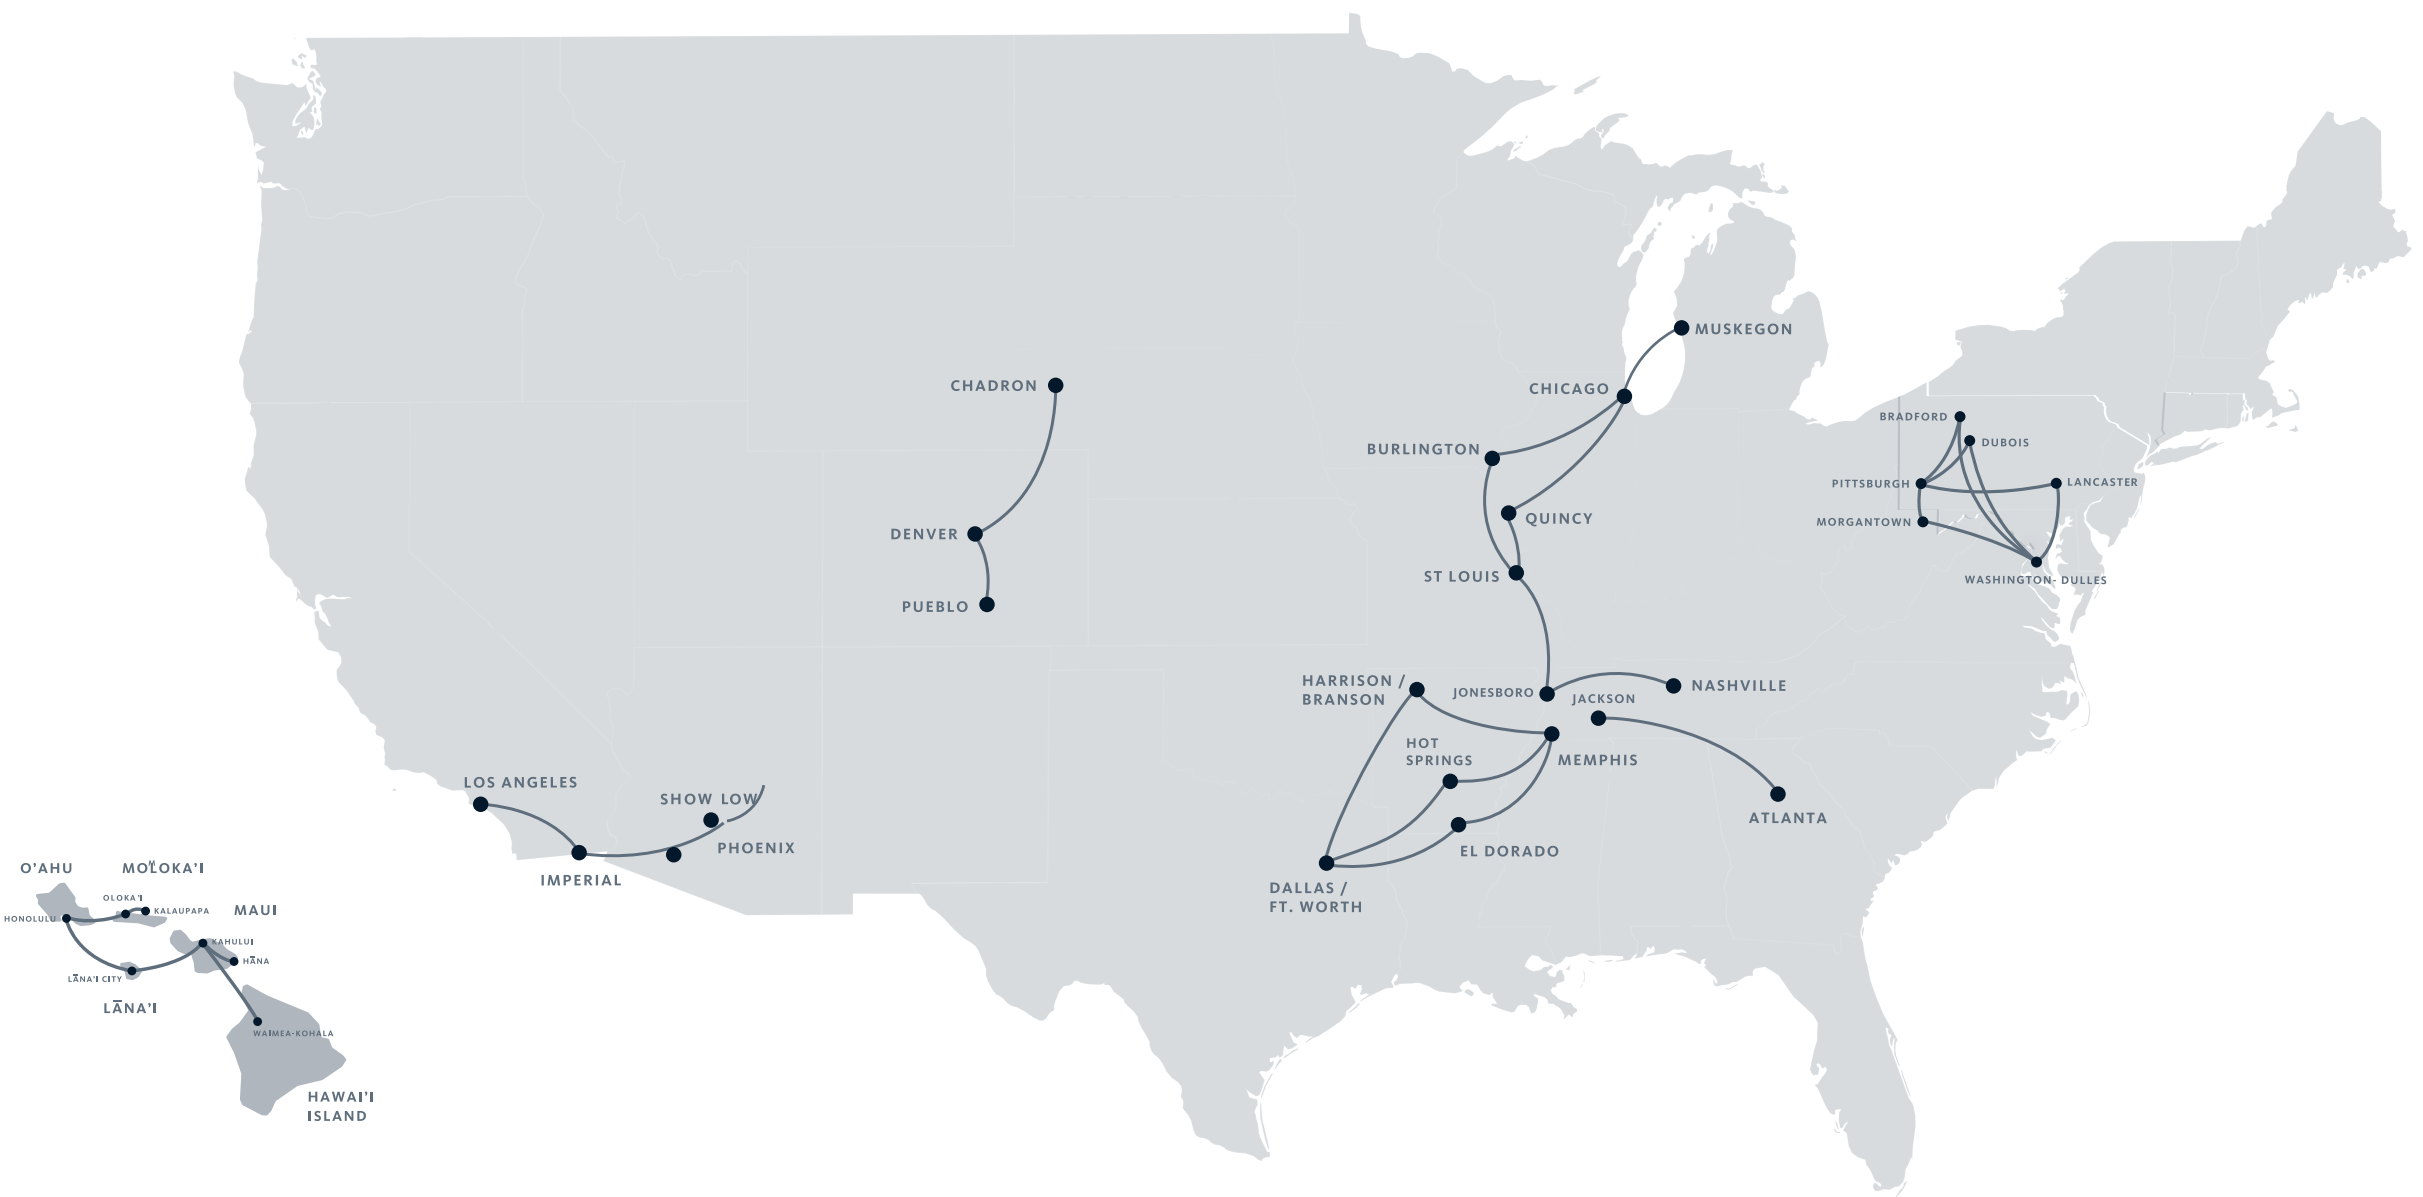 MUSKEGON
CHADRON
CHICAGO
BRADFORD
DUBOIS
BURLINGTON
PITTSBURGH
LANCASTER
QUINCY
MORGANTOWN
DENVER
ST LOUIS
WASHINGTON- DULLES
PUEBLO
HARRISON /
BRANSON
JONESBORO
JACKSON
NASHVILLE
HOT
SPRINGS
MEMPHIS
LOS ANGELES
SHOW LOW
PHOENIX
ATLANTA
EL DORADO
IMPERIAL
DALLAS /
FT. WORTH
O'AHU
MOLOKA'I
OLOKA'I
KALAUPAPA
MAUI
HONOLULU
KAHULUI
HĀNA
LĀNA'I CITY
LĀNA'I
WAIMEA-KOHALA
HAWAI'I
ISLAND